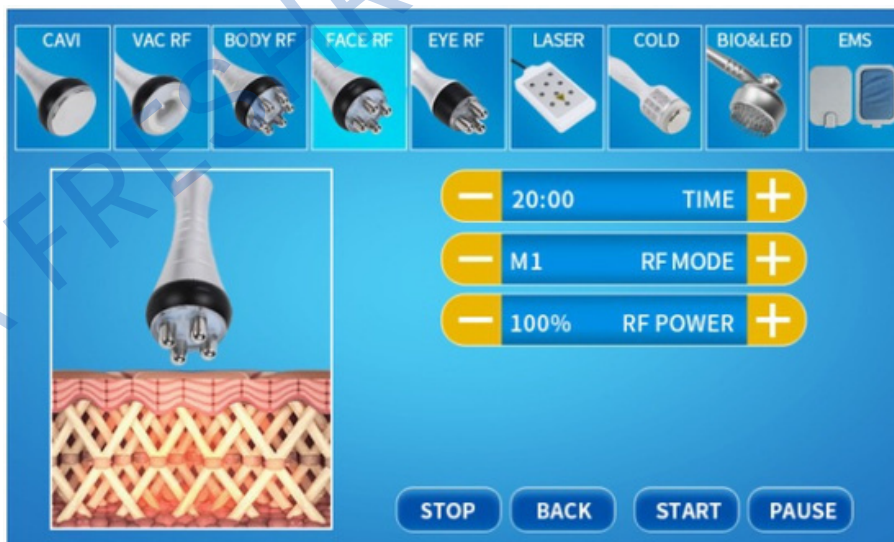 CAVI
VAC RF
BODY RF
FACE RF
EYE RF
LASER
COLD
BIO&LED
EMS
20:00 TIME
M1 RF MODE
100% RF POWER
STOP BACK START PAUSE